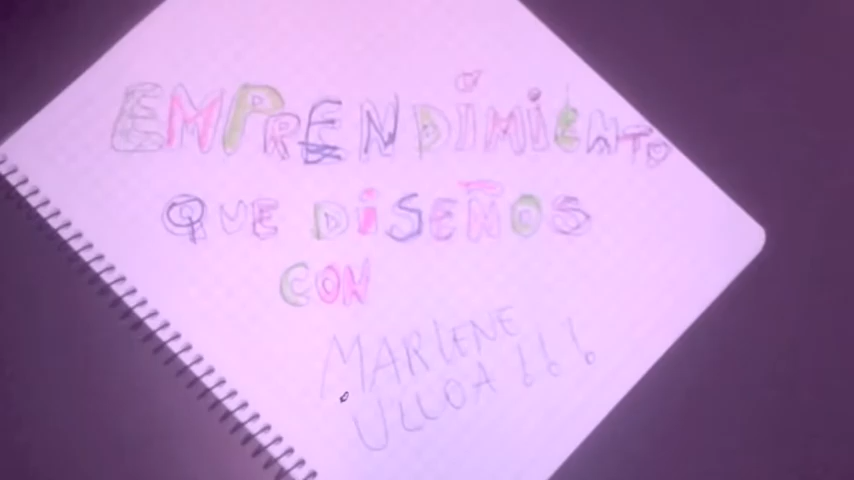 EMPRENDIMIENTO
QUE DISEÑOS
CON
MARLENE
ULLOA!!!